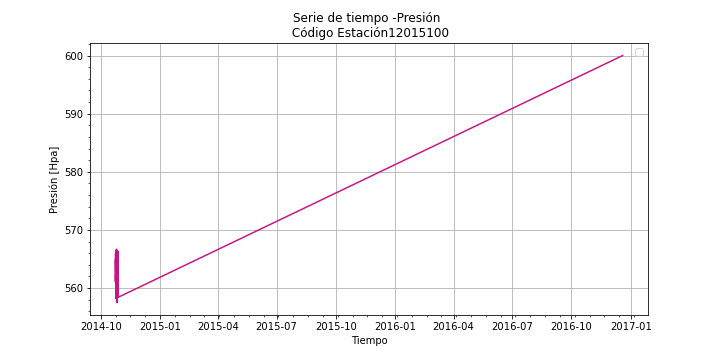 Serie de tiempo -Presión
Código Estación12015100
600
590
580
570
560
Presión [Hpa]
2014-10 2015-01 2015-04 2015-07 2015-10 2016-01 2016-04 2016-07 2016-10 2017-01
Tiempo